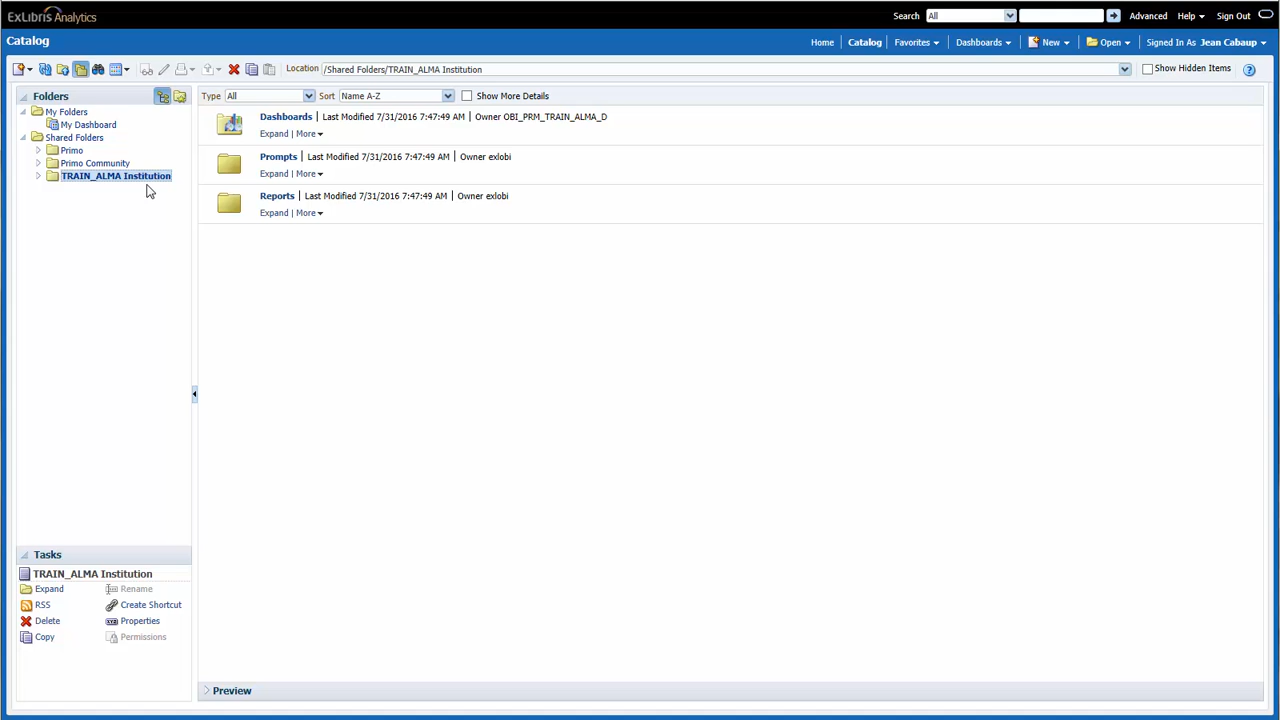 ExLibris Analytics
Search All Advanced Help Sign Out
Catalog
Home Catalog Favorites Dashboards New Open Signed In As Jean Cabaup
Location /Shared Folders/TRAIN_ALMA Institution Show Hidden Items
Folders
My Folders
My Dashboard
Shared Folders
Primo
Primo Community
TRAIN_ALMA Institution
Type All Sort Name A-Z Show More Details
Dashboards | Last Modified 7/31/2016 7:47:49 AM | Owner OBI_PRM_TRAIN_ALMA_D
Expand | More
Prompts | Last Modified 7/31/2016 7:47:49 AM | Owner exlobi
Expand | More
Reports | Last Modified 7/31/2016 7:47:49 AM | Owner exlobi
Expand | More
Tasks
TRAIN_ALMA Institution
Expand Rename
RSS Create Shortcut
Delete XYZ Properties
Copy Permissions
Preview